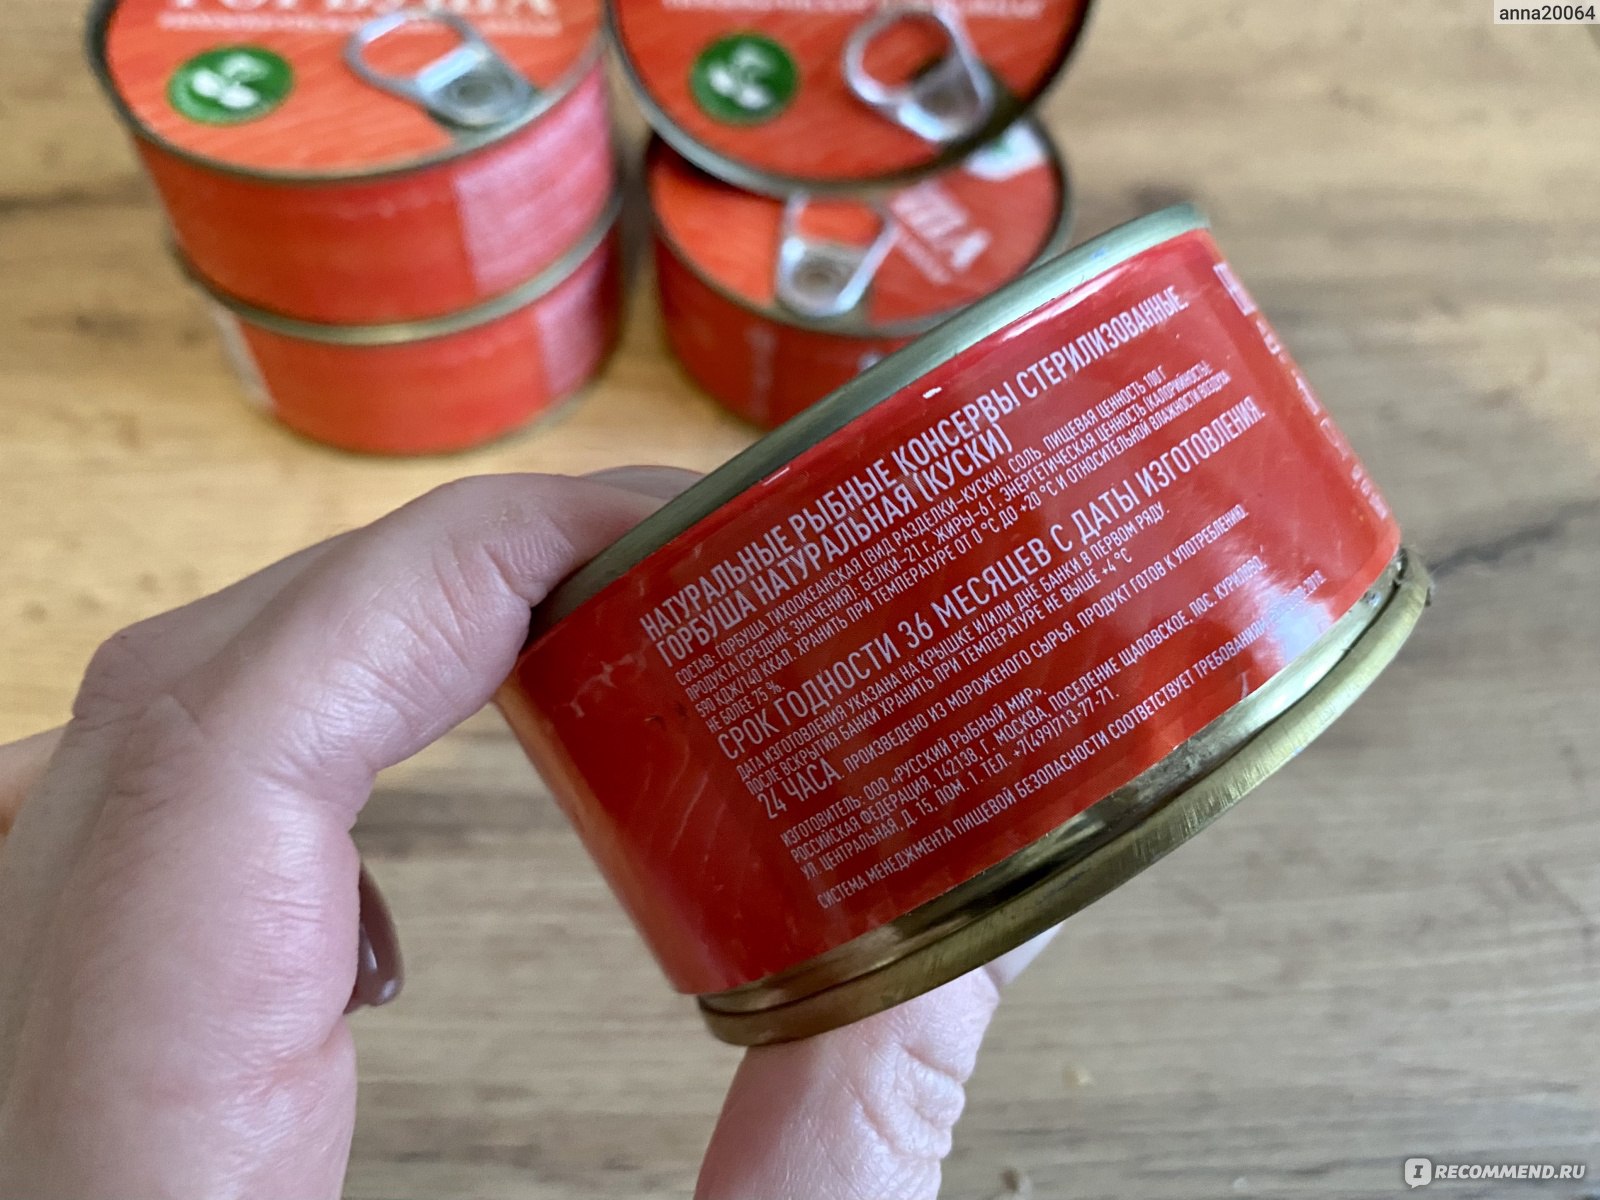 anna20064
ГОРБУША
НАТУРАЛЬНЫЕ РЫБНЫЕ КОНСЕРВЫ СТЕРИЛИЗОВАННЫЕ.
ГОРБУША НАТУРАЛЬНАЯ (КУСКИ)
СОСТАВ: ГОРБУША ТИХООКЕАНСКАЯ (ВИД РАЗДЕЛКИ-КУСКИ), СОЛЬ. ПИЩЕВАЯ ЦЕННОСТЬ 100 Г
ПРОДУКТА (СРЕДНИЕ ЗНАЧЕНИЯ): БЕЛКИ-21 Г, ЖИРЫ-6 Г. ЭНЕРГЕТИЧЕСКАЯ ЦЕННОСТЬ (КАЛОРИЙНОСТЬ):
590 КДЖ/140 ККАЛ. ХРАНИТЬ ПРИ ТЕМПЕРАТУРЕ ОТ 0 °С ДО +20 °С И ОТНОСИТЕЛЬНОЙ ВЛАЖНОСТИ ВОЗДУХА
НЕ БОЛЕЕ 75 %.
СРОК ГОДНОСТИ 36 МЕСЯЦЕВ С ДАТЫ ИЗГОТОВЛЕНИЯ.
ДАТА ИЗГОТОВЛЕНИЯ УКАЗАНА НА КРЫШКЕ И/ИЛИ ДНЕ БАНКИ В ПЕРВОМ РЯДУ.
ПОСЛЕ ВСКРЫТИЯ БАНКИ ХРАНИТЬ ПРИ ТЕМПЕРАТУРЕ НЕ ВЫШЕ +4 °С
24 ЧАСА. ПРОИЗВЕДЕНО ИЗ МОРОЖЕНОГО СЫРЬЯ. ПРОДУКТ ГОТОВ К УПОТРЕБЛЕНИЮ.
ИЗГОТОВИТЕЛЬ: ООО «РУССКИЙ РЫБНЫЙ МИР»,
РОССИЙСКАЯ ФЕДЕРАЦИЯ, 142138, Г. МОСКВА, ПОСЕЛЕНИЕ ЩАПОВСКОЕ, ПОС. КУРИЛОВО,
УЛ. ЦЕНТРАЛЬНАЯ, Д. 15, ПОМ. 1. ТЕЛ. +7(499)713-77-71.
СИСТЕМА МЕНЕДЖМЕНТА ПИЩЕВОЙ БЕЗОПАСНОСТИ СООТВЕТСТВУЕТ ТРЕБОВАНИЯМ
IRECOMMEND.RU